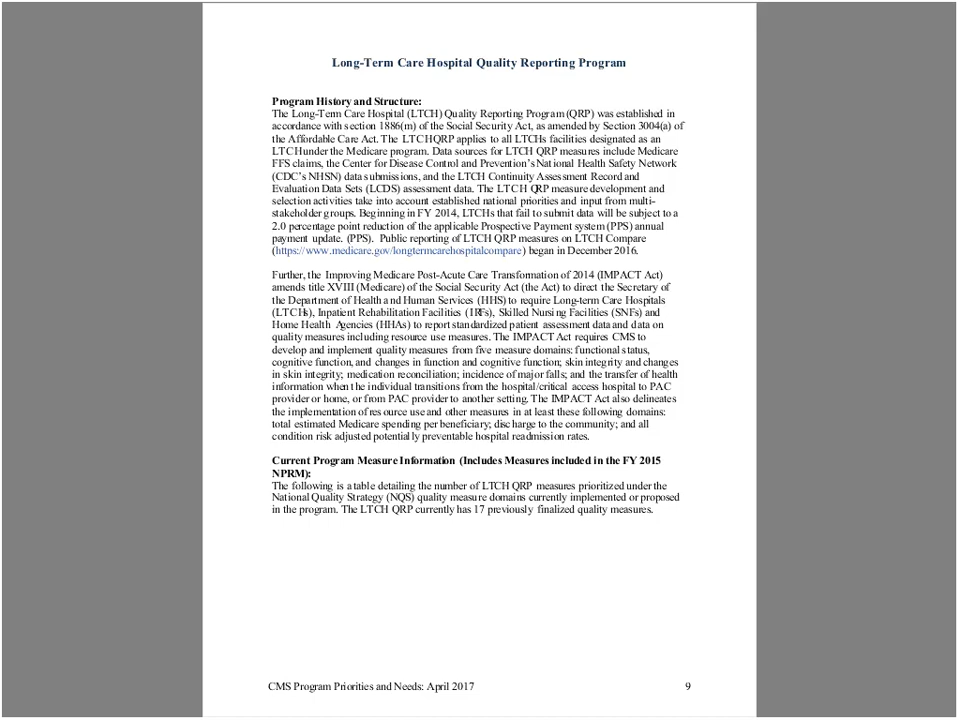 Long-Term Care Hospital Quality Reporting Program
Program History and Structure:
The Long-Term Care Hospital (LTCH) Quality Reporting Program (QRP) was established in
accordance with section 1886(m) of the Social Security Act, as amended by Section 3004(a) of
the Affordable Care Act. The LTCHQRP applies to all LTCHs facilities designated as an
LTCHunder the Medicare program. Data sources for LTCH QRP measures include Medicare
FFS claims, the Center for Disease Control and Prevention's National Health Safety Network
(CDC's NHSN) data submissions, and the LTCH Continuity Assessment Record and
Evaluation Data Sets (LCDS) assessment data. The LTCH QRP measure development and
selection activities take into account established national priorities and input from multi-
stakeholder groups. Beginning in FY 2014, LTCHs that fail to submit data will be subject to a
2.0 percentage point reduction of the applicable Prospective Payment system (PPS) annual
payment update. (PPS). Public reporting of LTCH QRP measures on LTCH Compare
(https://www.medicare.gov/longtermcarehospitalcompare) began in December 2016.
Further, the Improving Medicare Post-Acute Care Transformation of 2014 (IMPACT Act)
amends title XVIII (Medicare) of the Social Security Act (the Act) to direct the Secretary of
the Department of Health and Human Services (HHS) to require Long-term Care Hospitals
(LTCHs), Inpatient Rehabilitation Facilities (IRFs), Skilled Nursing Facilities (SNFs) and
Home Health Agencies (HHAs) to report standardized patient assessment data and data on
quality measures including resource use measures. The IMPACT Act requires CMS to
develop and implement quality measures from five measure domains: functional status,
cognitive function, and changes in function and cognitive function; skin integrity and changes
in skin integrity; medication reconciliation; incidence of major falls; and the transfer of health
information when the individual transitions from the hospital/critical access hospital to PAC
provider or home, or from PAC provider to another setting. The IMPACT Act also delineates
the implementation of resource use and other measures in at least these following domains:
total estimated Medicare spending per beneficiary; discharge to the community; and all
condition risk adjusted potentially preventable hospital readmission rates.
Current Program Measure Information (Includes Measures included in the FY 2015
NPRM):
The following is a table detailing the number of LTCH QRP measures prioritized under the
National Quality Strategy (NQS) quality measure domains currently implemented or proposed
in the program. The LTCH QRP currently has 17 previously finalized quality measures.
CMS Program Priorities and Needs: April 2017 9